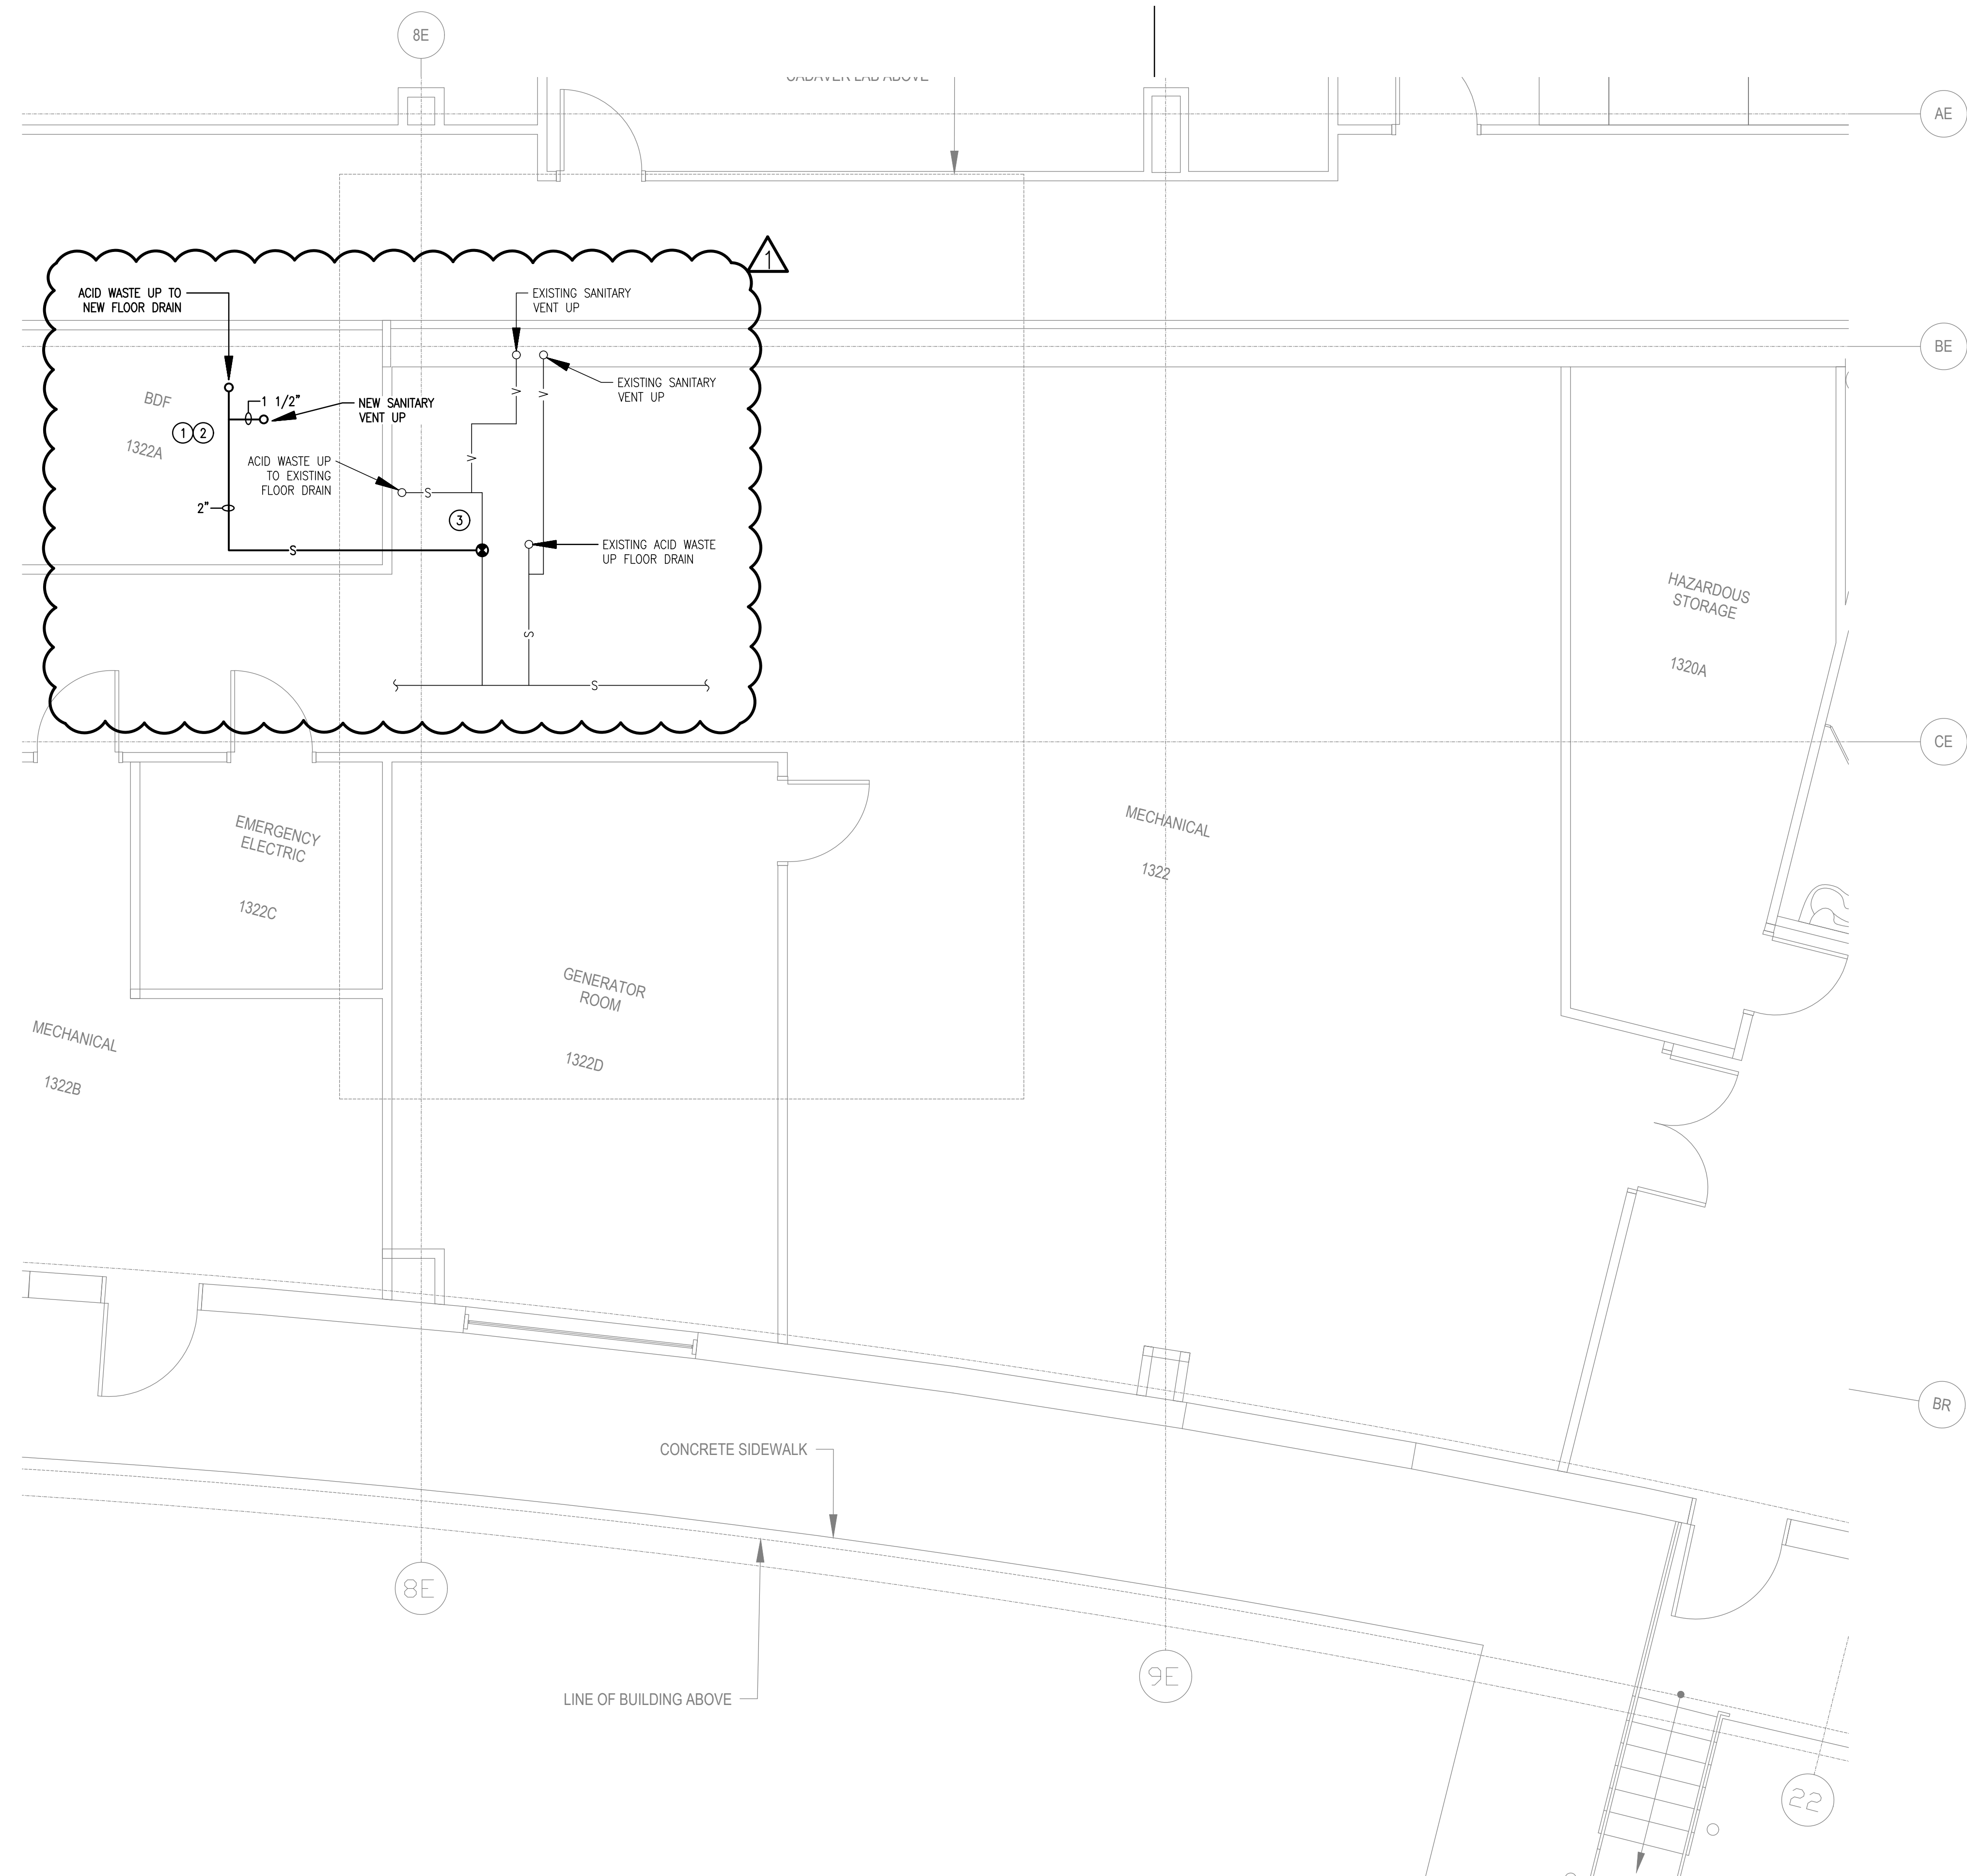 8E
CADAVER LAB ABOVE
AE
1
ACID WASTE UP TO
NEW FLOOR DRAIN
EXISTING SANITARY
VENT UP
BE
EXISTING SANITARY
VENT UP
V
V
BDF
1322A
1 1/2"
NEW SANITARY
VENT UP
1
2
V
ACID WASTE UP
TO EXISTING
FLOOR DRAIN
S
2"
3
S
EXISTING ACID WASTE
UP FLOOR DRAIN
S
S
HAZARDOUS
STORAGE
1320A
CE
EMERGENCY
ELECTRIC
1322C
MECHANICAL
1322
GENERATOR
ROOM
1322D
MECHANICAL
1322B
BR
CONCRETE SIDEWALK
8E
9E
LINE OF BUILDING ABOVE
22